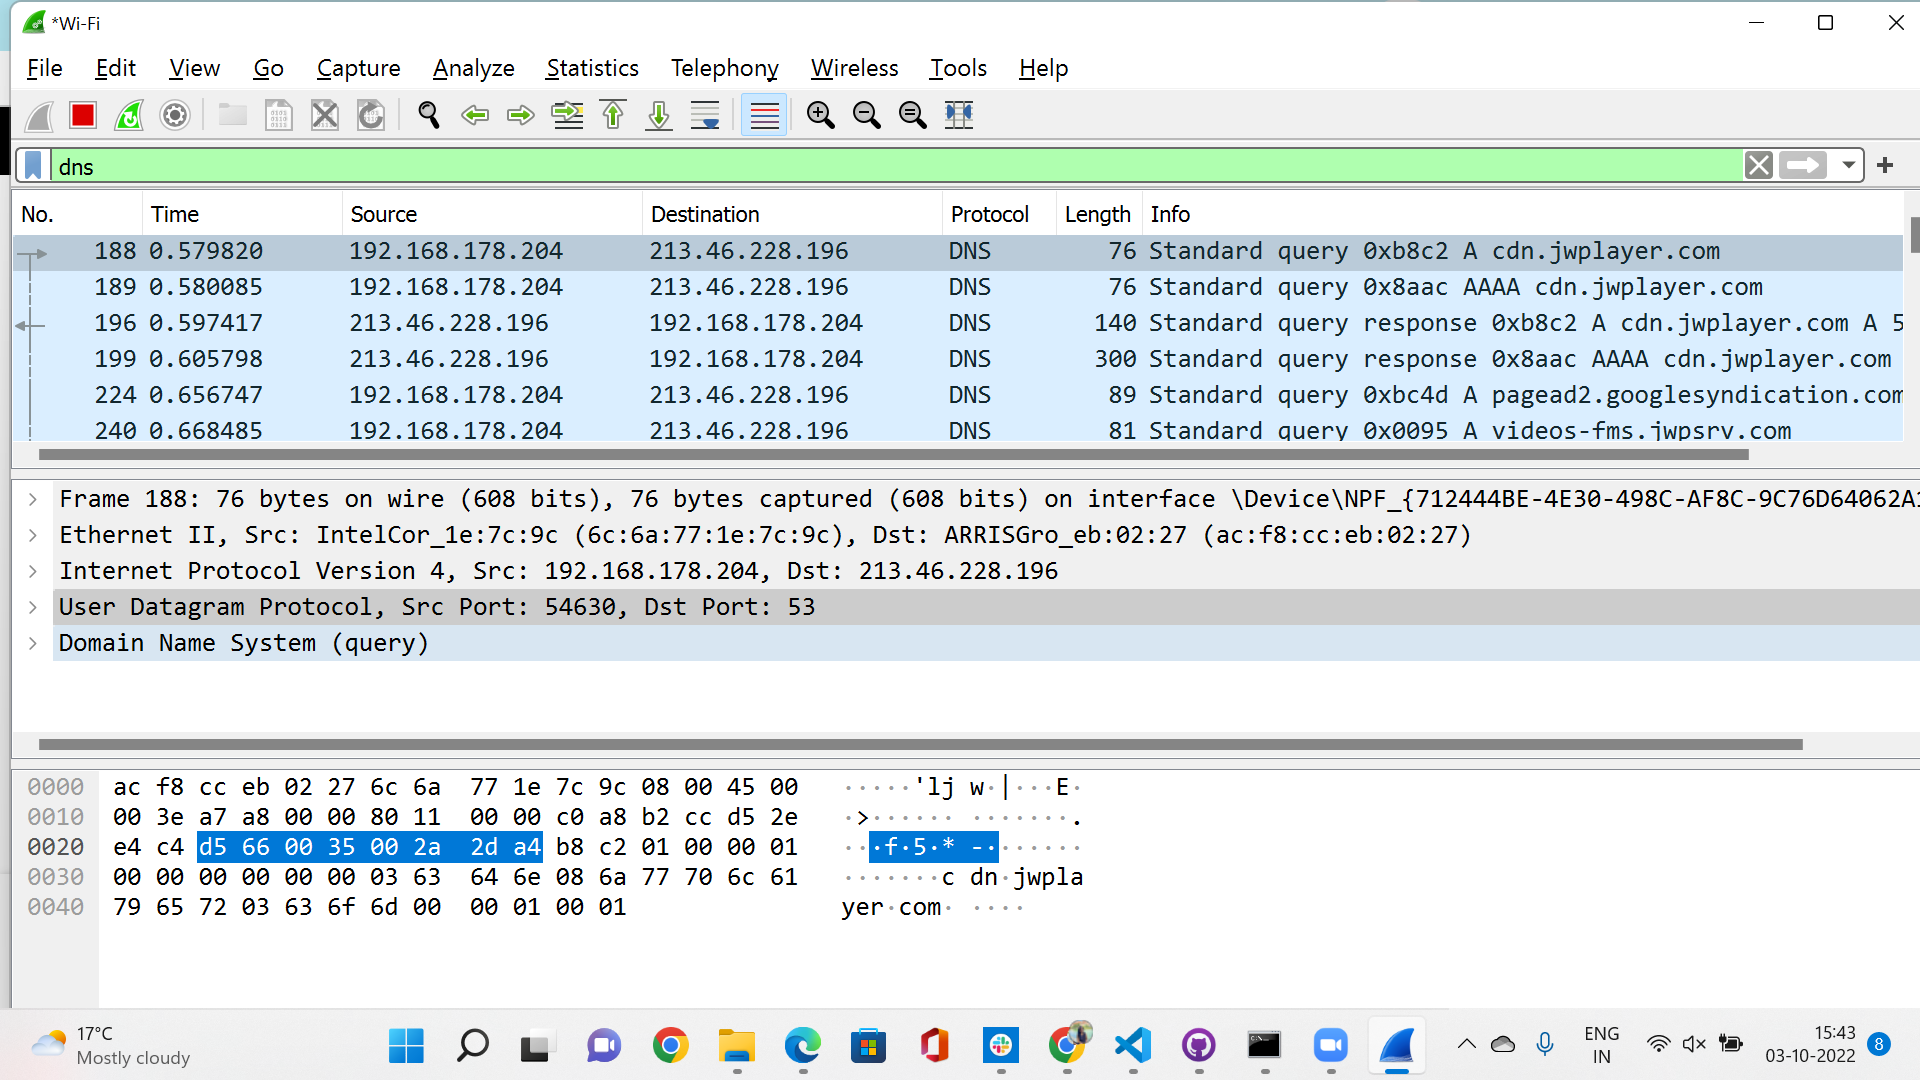 *Wi-Fi
File Edit View Go Capture Analyze Statistics Telephony Wireless Tools Help
dns
No. Time Source Destination Protocol Length Info
188 0.579820 192.168.178.204 213.46.228.196 DNS 76 Standard query 0xb8c2 A cdn.jwplayer.com
189 0.580085 192.168.178.204 213.46.228.196 DNS 76 Standard query 0x8aac AAAA cdn.jwplayer.com
196 0.597417 213.46.228.196 192.168.178.204 DNS 140 Standard query response 0xb8c2 A cdn.jwplayer.com A 5
199 0.605798 213.46.228.196 192.168.178.204 DNS 300 Standard query response 0x8aac AAAA cdn.jwplayer.com
224 0.656747 192.168.178.204 213.46.228.196 DNS 89 Standard query 0xbc4d A pagead2.googlesyndication.com
240 0.668485 192.168.178.204 213.46.228.196 DNS 81 Standard query 0x0095 A videos-fms.jwpsrv.com
Frame 188: 76 bytes on wire (608 bits), 76 bytes captured (608 bits) on interface \Device\NPF_{712444BE-4E30-498C-AF8C-9C76D64062A1
Ethernet II, Src: IntelCor_1e:7c:9c (6c:6a:77:1e:7c:9c), Dst: ARRISGro_eb:02:27 (ac:f8:cc:eb:02:27)
Internet Protocol Version 4, Src: 192.168.178.204, Dst: 213.46.228.196
User Datagram Protocol, Src Port: 54630, Dst Port: 53
Domain Name System (query)
0000 ac f8 cc eb 02 27 6c 6a 77 1e 7c 9c 08 00 45 00 ·····'lj w·|···E·
0010 00 3e a7 a8 00 00 80 11 00 00 c0 a8 b2 cc d5 2e ·>······ ·······.
0020 e4 c4 d5 66 00 35 00 2a 2d a4 b8 c2 01 00 00 01 ···f·5·* -·······
0030 00 00 00 00 00 00 03 63 64 6e 08 6a 77 70 6c 61 ·······c dn·jwpla
0040 79 65 72 03 63 6f 6d 00 00 01 00 01 yer·com· ····
17°C
Mostly cloudy
ENG
IN
15:43
03-10-2022
8